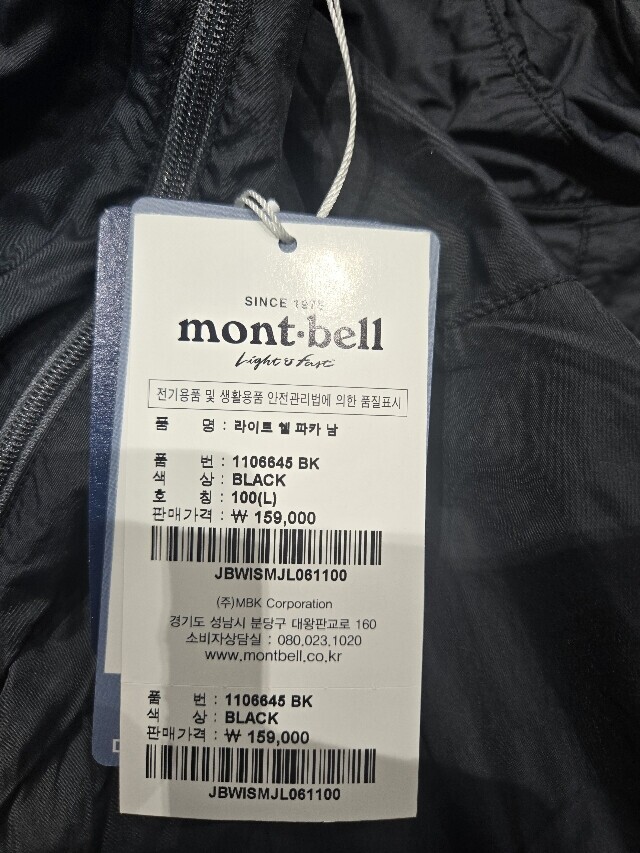 SINCE 1975
mont·bell
Light & Fast
전기용품 및 생활용품 안전관리법에 의한 품질표시
품 명 : 라이트 쉘 파카 남
품 번 : 1106645 BK
색 상 : BLACK
호 칭 : 100(L)
판매가격 : ₩ 159,000
JBWISMJL061100
(주)MBK Corporation
경기도 성남시 분당구 대왕판교로 160
소비자상담실 : 080.023.1020
www.montbell.co.kr
품 번 : 1106645 BK
색 상 : BLACK
판매가격 : ₩ 159,000
JBWISMJL061100